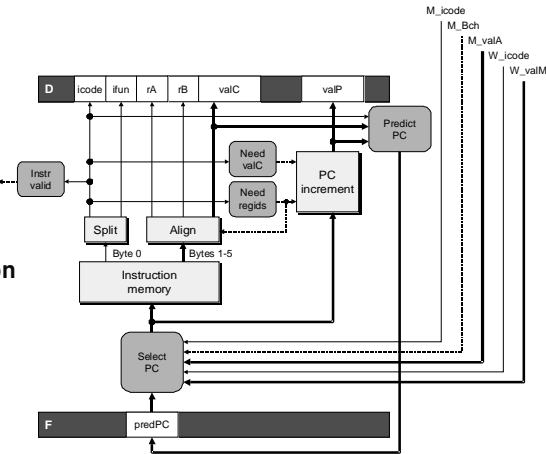 M_icode
M_Bch
M_valA
W_icode
W_valM
D
icode
ifun
rA
rB
valC
valP
Predict
PC
Need
valC
Instr
valid
PC
increment
Need
regids
Split
Align
Byte 0
Bytes 1-5
Instruction
memory
Select
PC
F
predPC